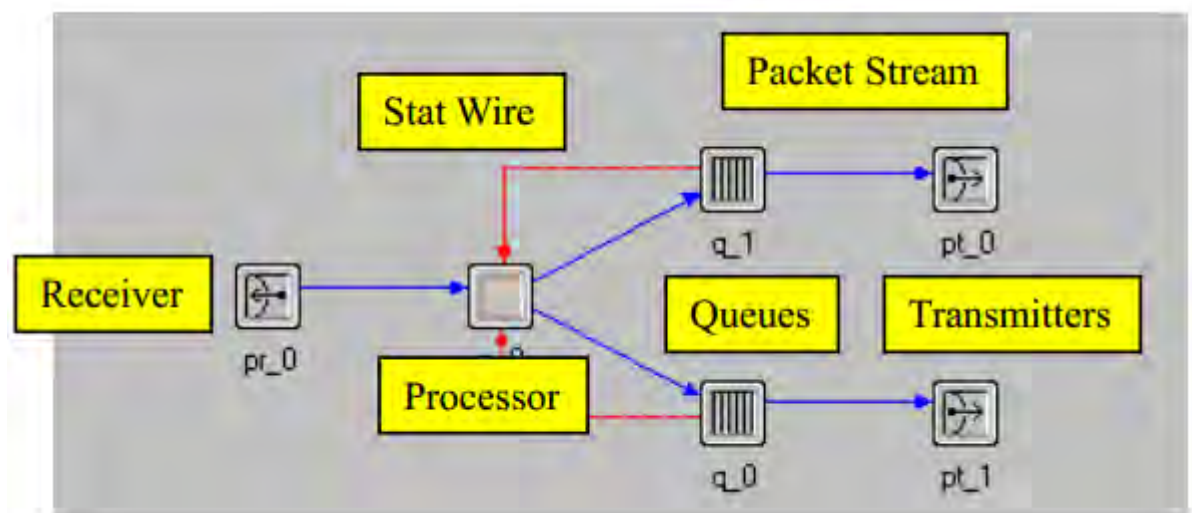 Packet Stream
Stat Wire
q_1
pt_0
Receiver
Queues
Transmitters
pr_0
Processor
q_0
pt_1